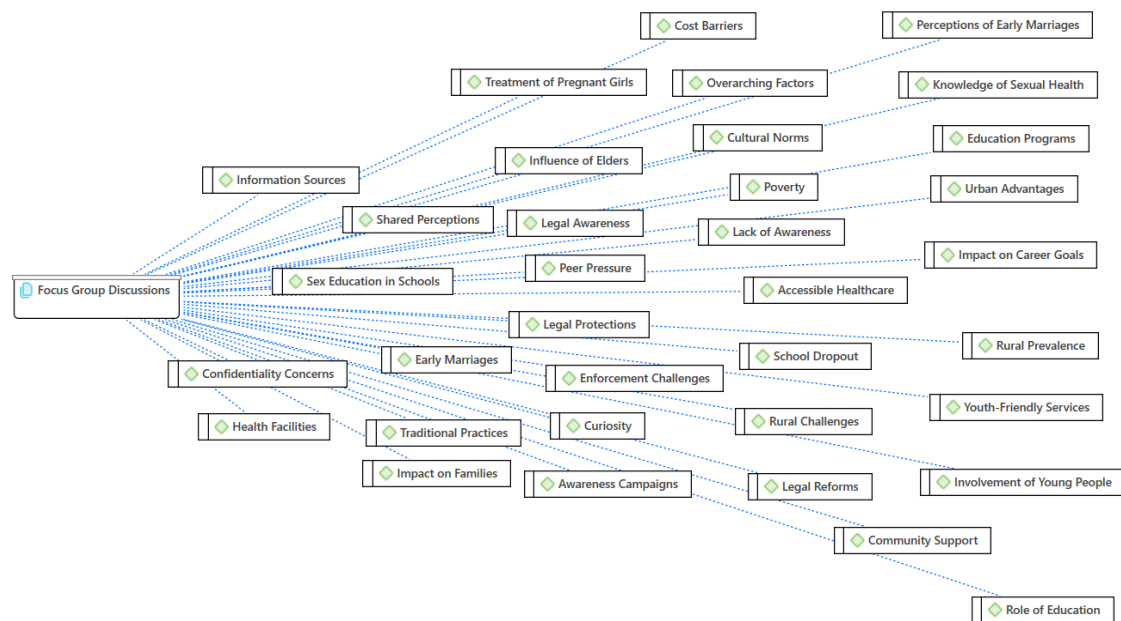 Cost Barriers
Perceptions of Early Marriages
Treatment of Pregnant Girls
Overarching Factors
Knowledge of Sexual Health
Cultural Norms
Education Programs
Influence of Elders
Information Sources
Poverty
Urban Advantages
Shared Perceptions
Legal Awareness
Lack of Awareness
Impact on Career Goals
Peer Pressure
Sex Education in Schools
Focus Group Discussions
Accessible Healthcare
Legal Protections
Rural Prevalence
School Dropout
Early Marriages
Confidentiality Concerns
Enforcement Challenges
Youth-Friendly Services
Rural Challenges
Health Facilities
Curiosity
Traditional Practices
Impact on Families
Involvement of Young People
Awareness Campaigns
Legal Reforms
Community Support
Role of Education